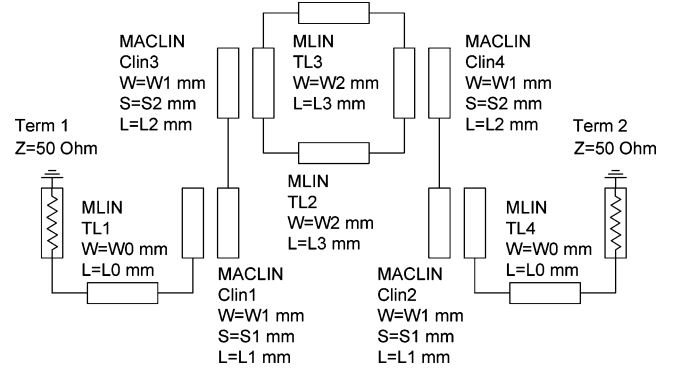 MACLIN
Clin3
W=W1 mm
S=S2 mm
L=L2 mm
MLIN
TL3
W=W2 mm
L=L3 mm
MACLIN
Clin4
W=W1 mm
S=S2 mm
L=L2 mm
Term 1
Z=50 Ohm
Term 2
Z=50 Ohm
MLIN
TL2
W=W2 mm
L=L3 mm
MLIN
TL1
W=W0 mm
L=L0 mm
MLIN
TL4
W=W0 mm
L=L0 mm
MACLIN
Clin1
W=W1 mm
S=S1 mm
L=L1 mm
MACLIN
Clin2
W=W1 mm
S=S1 mm
L=L1 mm